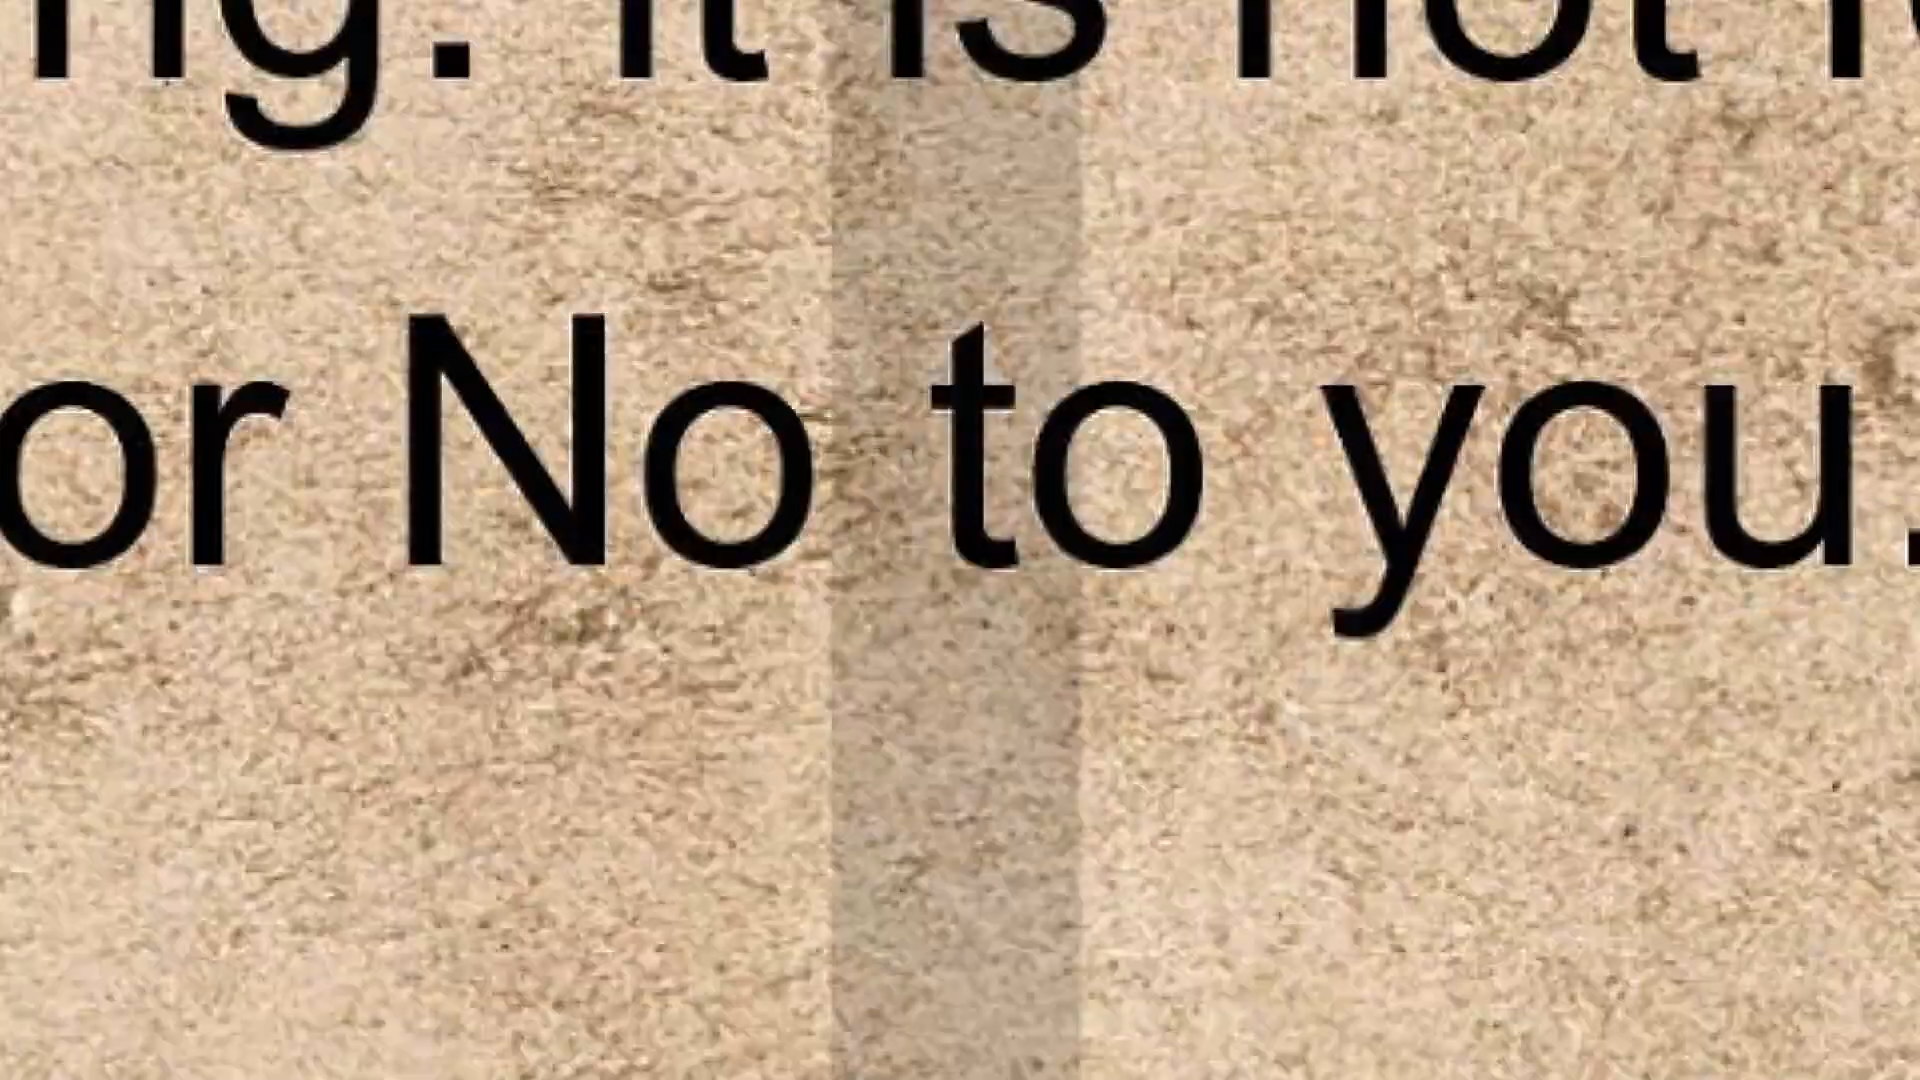 ng. It is not
or No to you.